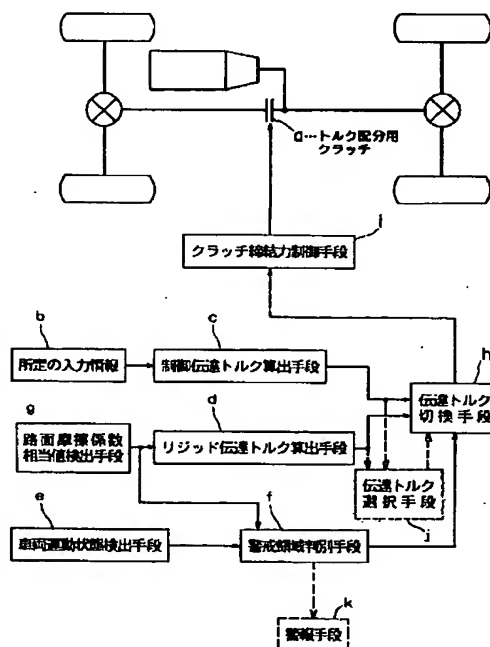 a…トルク配分用
クラッチ
i
クラッチ締結力制御手段
b
所定の入力情報
c
制御伝達トルク算出手段
h
伝達トルク
切換手段
g
路面摩擦係数
相当値検出手段
d
リジッド伝達トルク算出手段
伝達トルク
選択手段
j
e
車両運動状態検出手段
f
警戒領域判別手段
k
警報手段